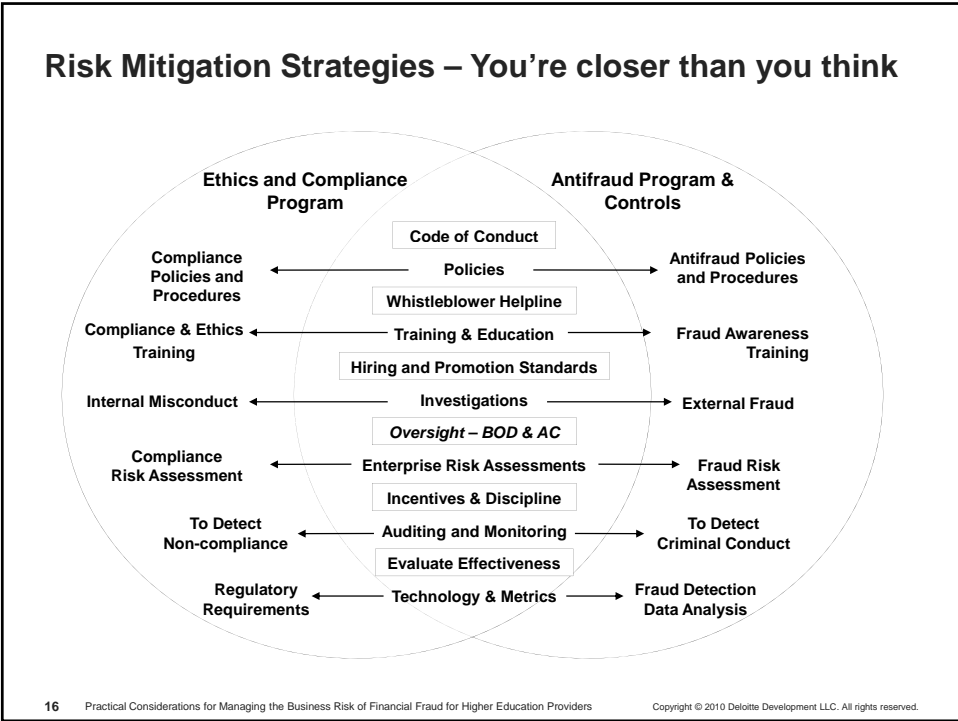 Risk Mitigation Strategies – You're closer than you think
Ethics and Compliance
Program
Antifraud Program &
Controls
Code of Conduct
Compliance
Policies and
Procedures
Policies
Antifraud Policies
and Procedures
Whistleblower Helpline
Compliance & Ethics
Training
Training & Education
Fraud Awareness
Training
Hiring and Promotion Standards
Internal Misconduct
Investigations
External Fraud
Oversight – BOD & AC
Compliance
Risk Assessment
Enterprise Risk Assessments
Fraud Risk
Assessment
Incentives & Discipline
To Detect
Non-compliance
Auditing and Monitoring
To Detect
Criminal Conduct
Evaluate Effectiveness
Regulatory
Requirements
Technology & Metrics
Fraud Detection
Data Analysis
16 Practical Considerations for Managing the Business Risk of Financial Fraud for Higher Education Providers
Copyright © 2010 Deloitte Development LLC. All rights reserved.